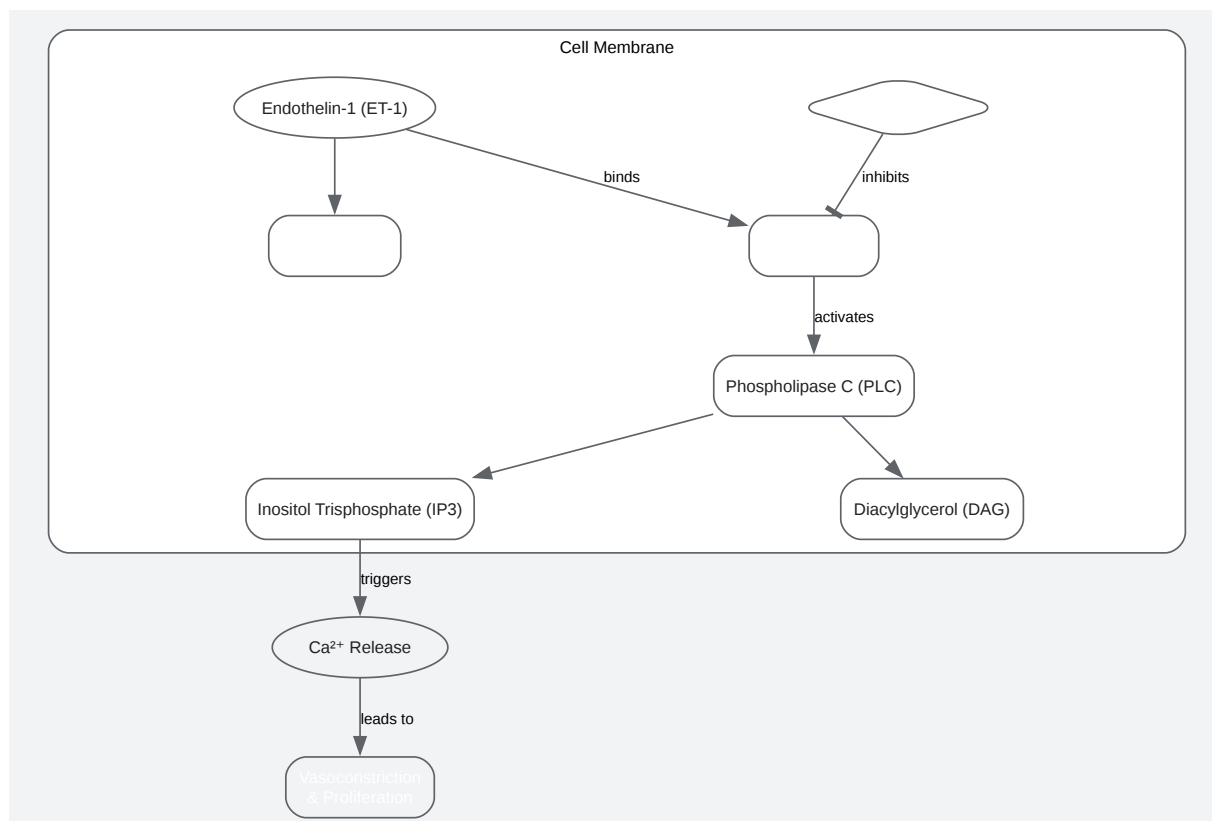 Cell Membrane
Endothelin-1 (ET-1)
binds
inhibits
activates
Phospholipase C (PLC)
Inositol Trisphosphate (IP3)
Diacylglycerol (DAG)
triggers
Ca²⁺ Release
leads to
Vasoconstriction
& Proliferation